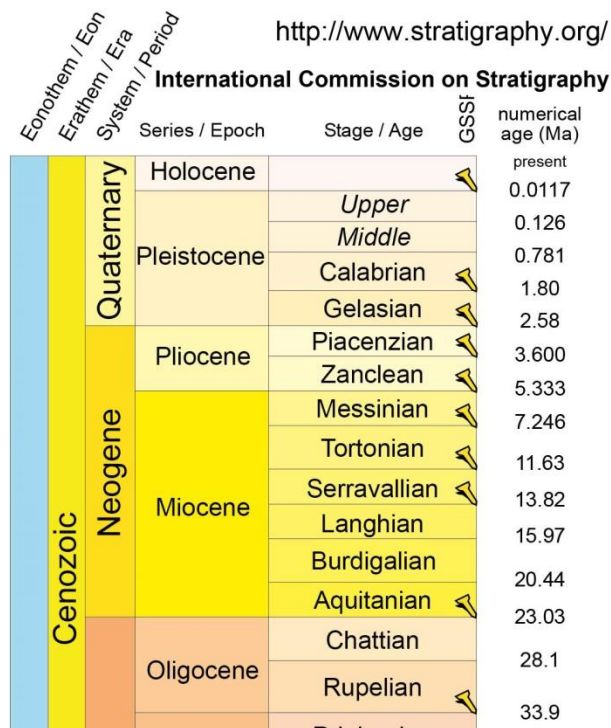 http://www.stratigraphy.org/
International Commission on Stratigraphy
Eonothem / Eon
Erathem / Era
System / Period
Series / Epoch
Stage / Age
GSSP
numerical
age (Ma)
present
Cenozoic
Quaternary
Holocene
0.0117
Pleistocene
Upper
0.126
Middle
0.781
Calabrian
1.80
Gelasian
2.58
Neogene
Pliocene
Piacenzian
3.600
Zanclean
5.333
Miocene
Messinian
7.246
Tortonian
11.63
Serravallian
13.82
Langhian
15.97
Burdigalian
20.44
Aquitanian
23.03
Oligocene
Chattian
28.1
Rupelian
33.9